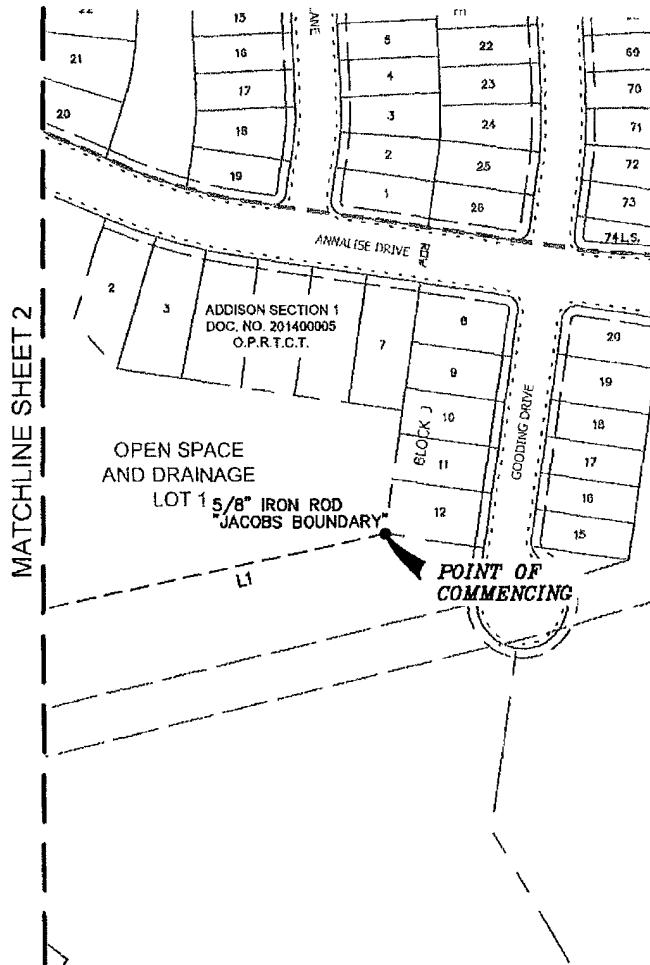 22
21
20
15
16
17
18
19
LANE
5
4
3
2
1
22
23
24
25
26
69
70
71
72
73
74 L.S.
ANNALISE DRIVE
R.O.W.
2
3
ADDISON SECTION 1
DOC. NO. 201400005
O.P.R.T.C.T.
7
8
9
10
11
12
BLOCK J
GOODING DRIVE
20
19
18
17
16
15
MATCHLINE SHEET 2
OPEN SPACE
AND DRAINAGE
LOT 1
5/8" IRON ROD
"JACOBS BOUNDARY"
L1
POINT OF
COMMENCING